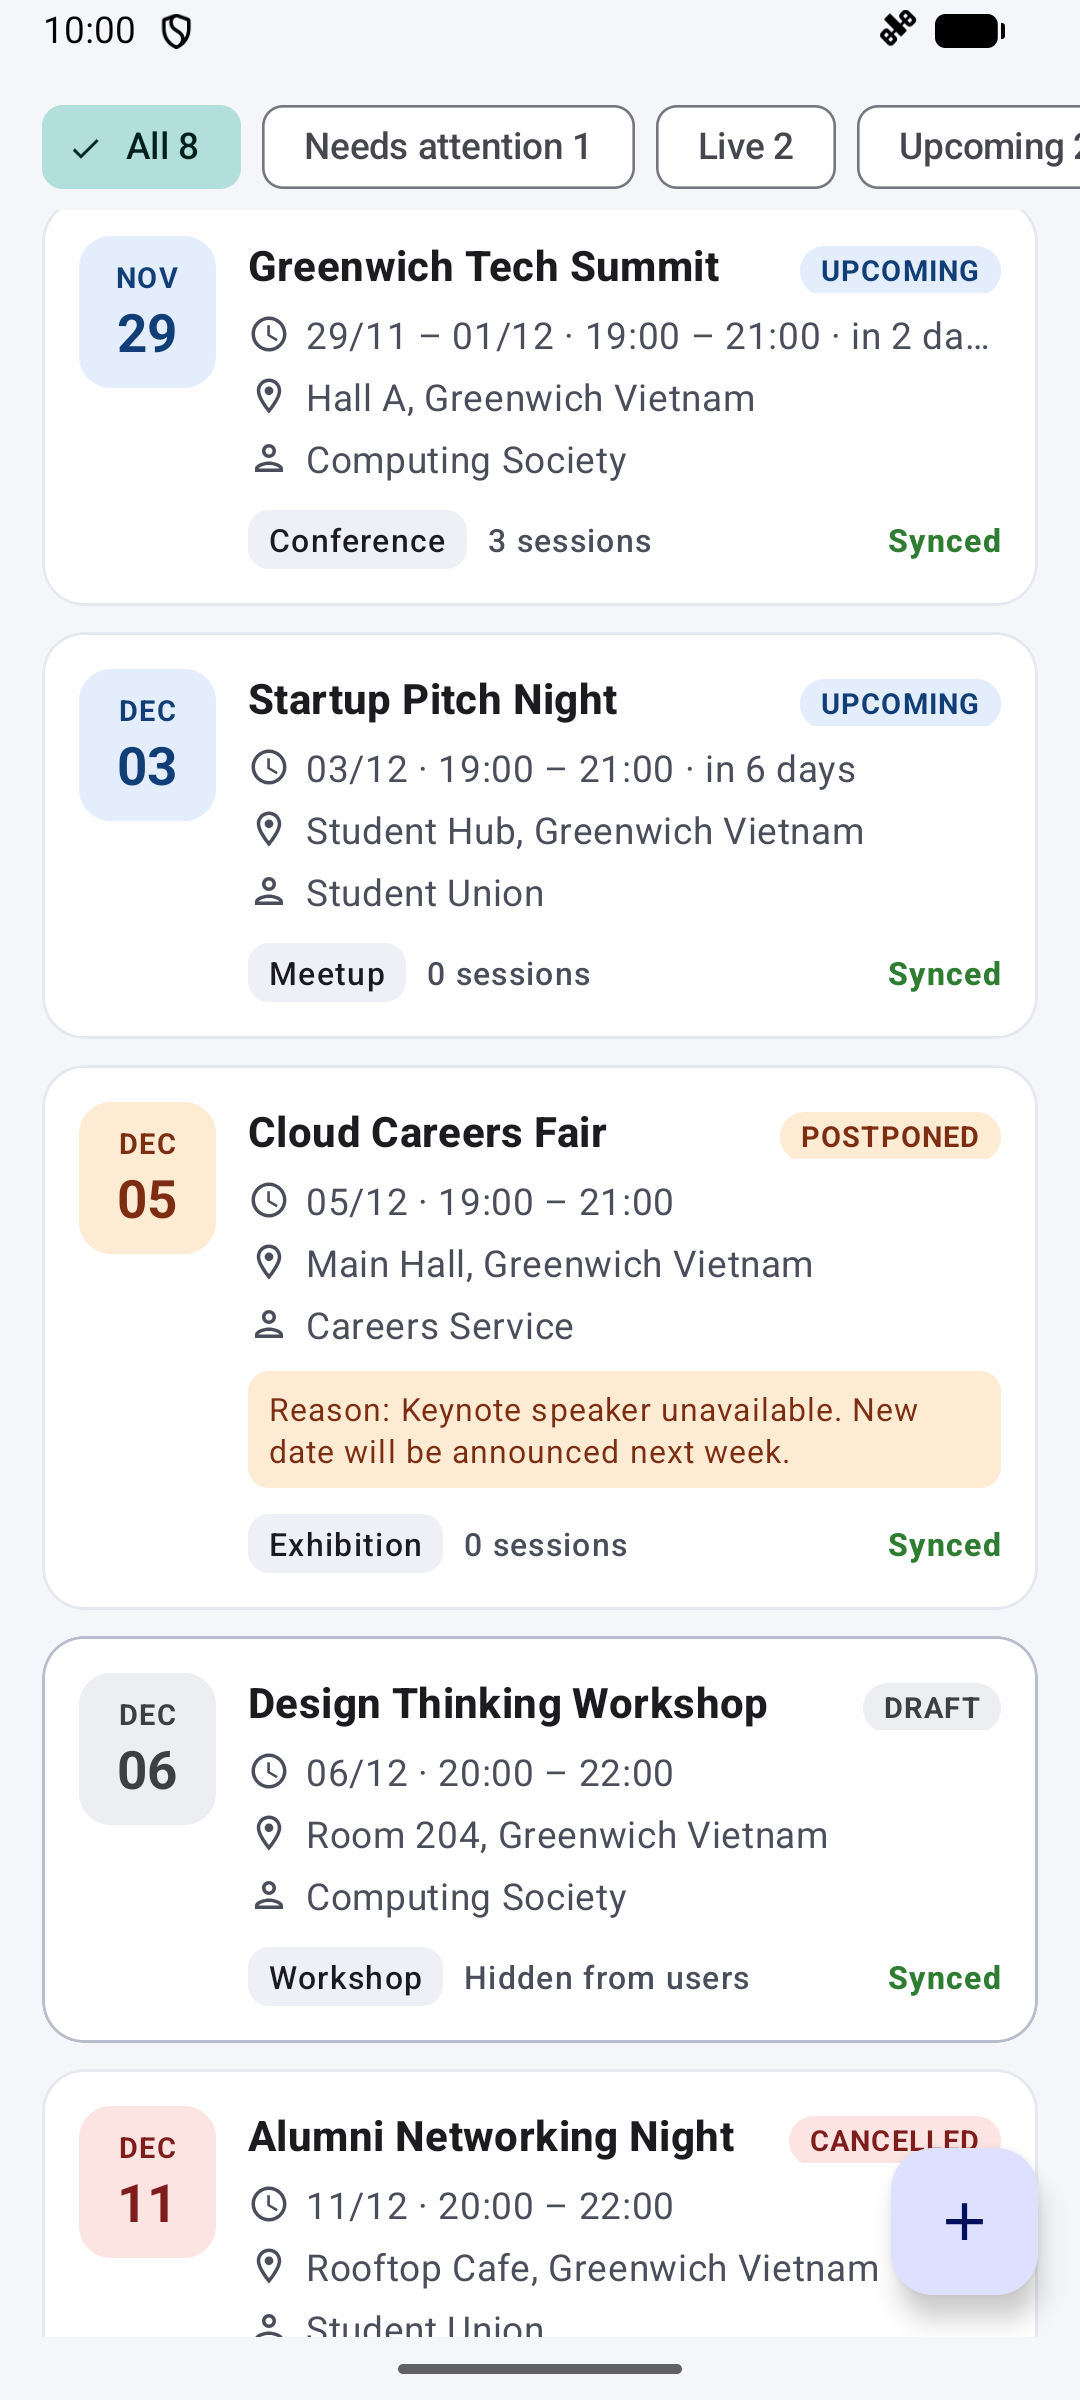 10:00
All 8
Needs attention 1
Live 2
Upcoming
NOV
29
Greenwich Tech Summit
UPCOMING
29/11 – 01/12 · 19:00 – 21:00 · in 2 da...
Hall A, Greenwich Vietnam
Computing Society
Conference
3 sessions
Synced
DEC
03
Startup Pitch Night
UPCOMING
03/12 · 19:00 – 21:00 · in 6 days
Student Hub, Greenwich Vietnam
Student Union
Meetup
0 sessions
Synced
DEC
05
Cloud Careers Fair
POSTPONED
05/12 · 19:00 – 21:00
Main Hall, Greenwich Vietnam
Careers Service
Reason: Keynote speaker unavailable. New
date will be announced next week.
Exhibition
0 sessions
Synced
DEC
06
Design Thinking Workshop
DRAFT
06/12 · 20:00 – 22:00
Room 204, Greenwich Vietnam
Computing Society
Workshop
Hidden from users
Synced
DEC
11
Alumni Networking Night
CANCELLED
11/12 · 20:00 – 22:00
Rooftop Cafe, Greenwich Vietnam
Student Union